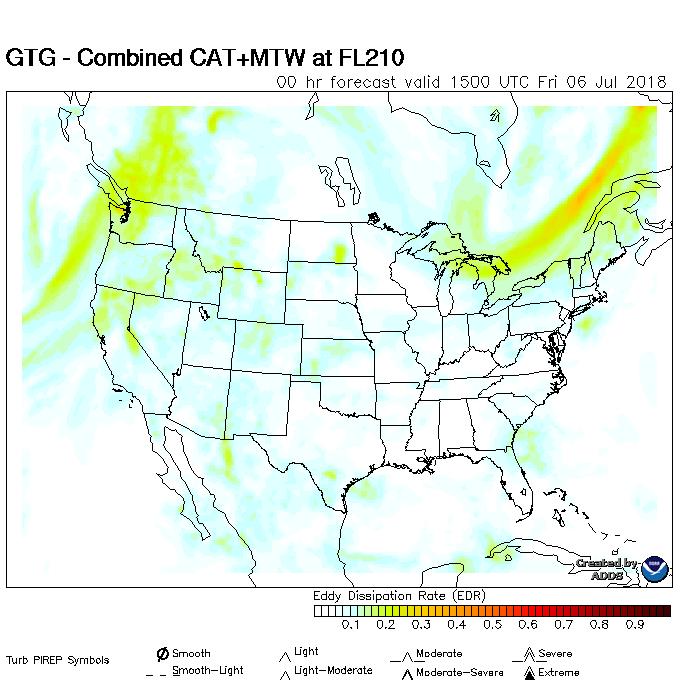 GTG - Combined CAT+MTW at FL210
00 hr forecast valid 1500 UTC Fri 06 Jul 2018
Created by
ADDS
Eddy Dissipation Rate (EDR)
0.1 0.2 0.3 0.4 0.5 0.6 0.7 0.8 0.9
Turb PIREP Symbols
Smooth Light Moderate Severe
Smooth-Light Light-Moderate Moderate-Severe Extreme